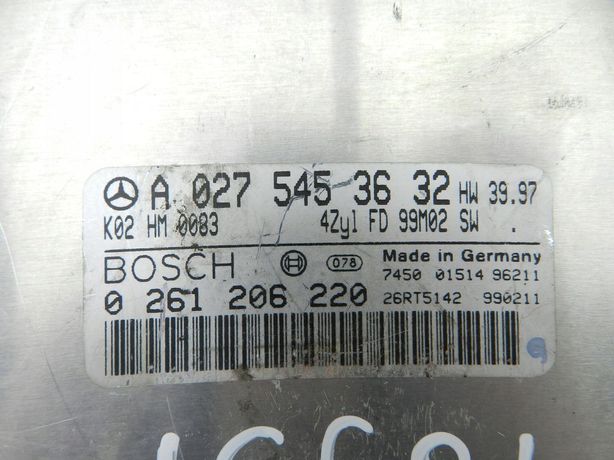 A 027 545 36 32 HW 39.97
K02 HM 0083 4Zyl FD 99M02 SW .
BOSCH 078 Made in Germany
7450 01514 96211
0 261 206 220 26RT5142 990211